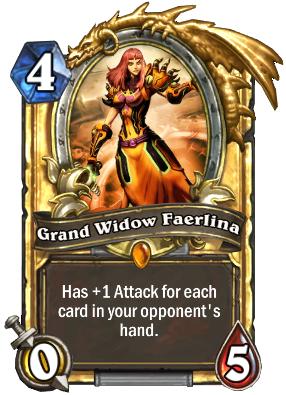 4
Grand Widow Faerlina
Has +1 Attack for each
card in your opponent's
hand.
0
5